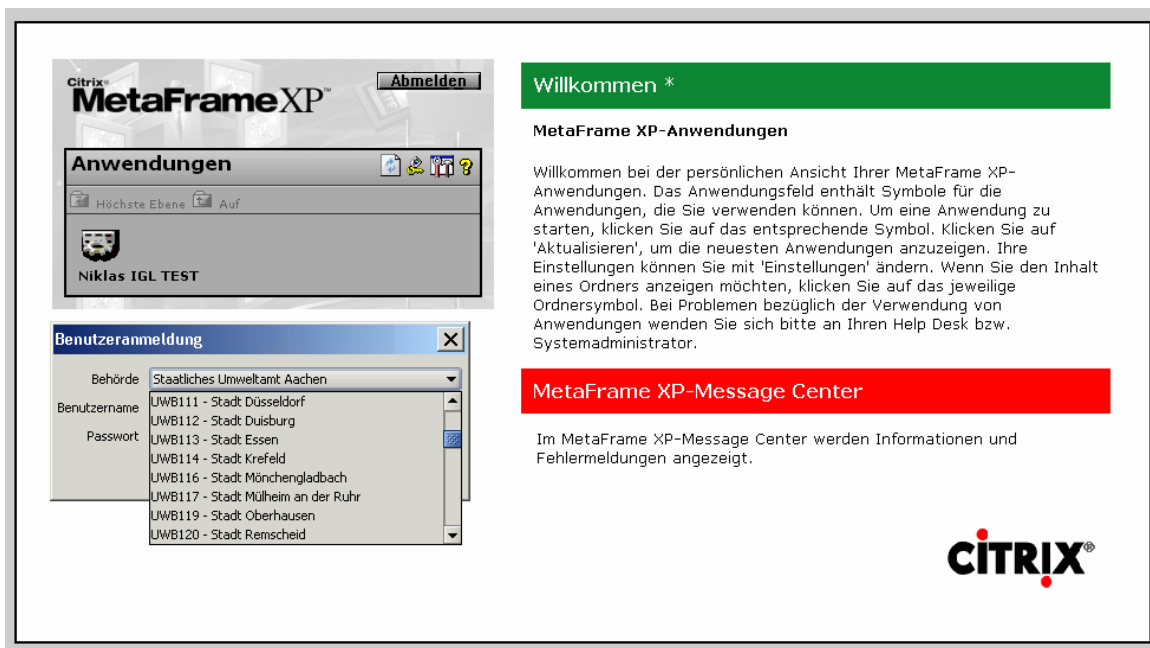 Citrix®
MetaFrameXP™
Abmelden
Anwendungen
Höchste Ebene Auf
Niklas IGL TEST
Benutzeranmeldung
Behörde Staatliches Umweltamt Aachen
Benutzername
Passwort
UWB111 - Stadt Düsseldorf
UWB112 - Stadt Duisburg
UWB113 - Stadt Essen
UWB114 - Stadt Krefeld
UWB116 - Stadt Mönchengladbach
UWB117 - Stadt Mülheim an der Ruhr
UWB119 - Stadt Oberhausen
UWB120 - Stadt Remscheid
Willkommen *
MetaFrame XP-Anwendungen
Willkommen bei der persönlichen Ansicht Ihrer MetaFrame XP-
Anwendungen. Das Anwendungsfeld enthält Symbole für die
Anwendungen, die Sie verwenden können. Um eine Anwendung zu
starten, klicken Sie auf das entsprechende Symbol. Klicken Sie auf
'Aktualisieren', um die neuesten Anwendungen anzuzeigen. Ihre
Einstellungen können Sie mit 'Einstellungen' ändern. Wenn Sie den Inhalt
eines Ordners anzeigen möchten, klicken Sie auf das jeweilige
Ordnersymbol. Bei Problemen bezüglich der Verwendung von
Anwendungen wenden Sie sich bitte an Ihren Help Desk bzw.
Systemadministrator.
MetaFrame XP-Message Center
Im MetaFrame XP-Message Center werden Informationen und
Fehlermeldungen angezeigt.
CITRIX®